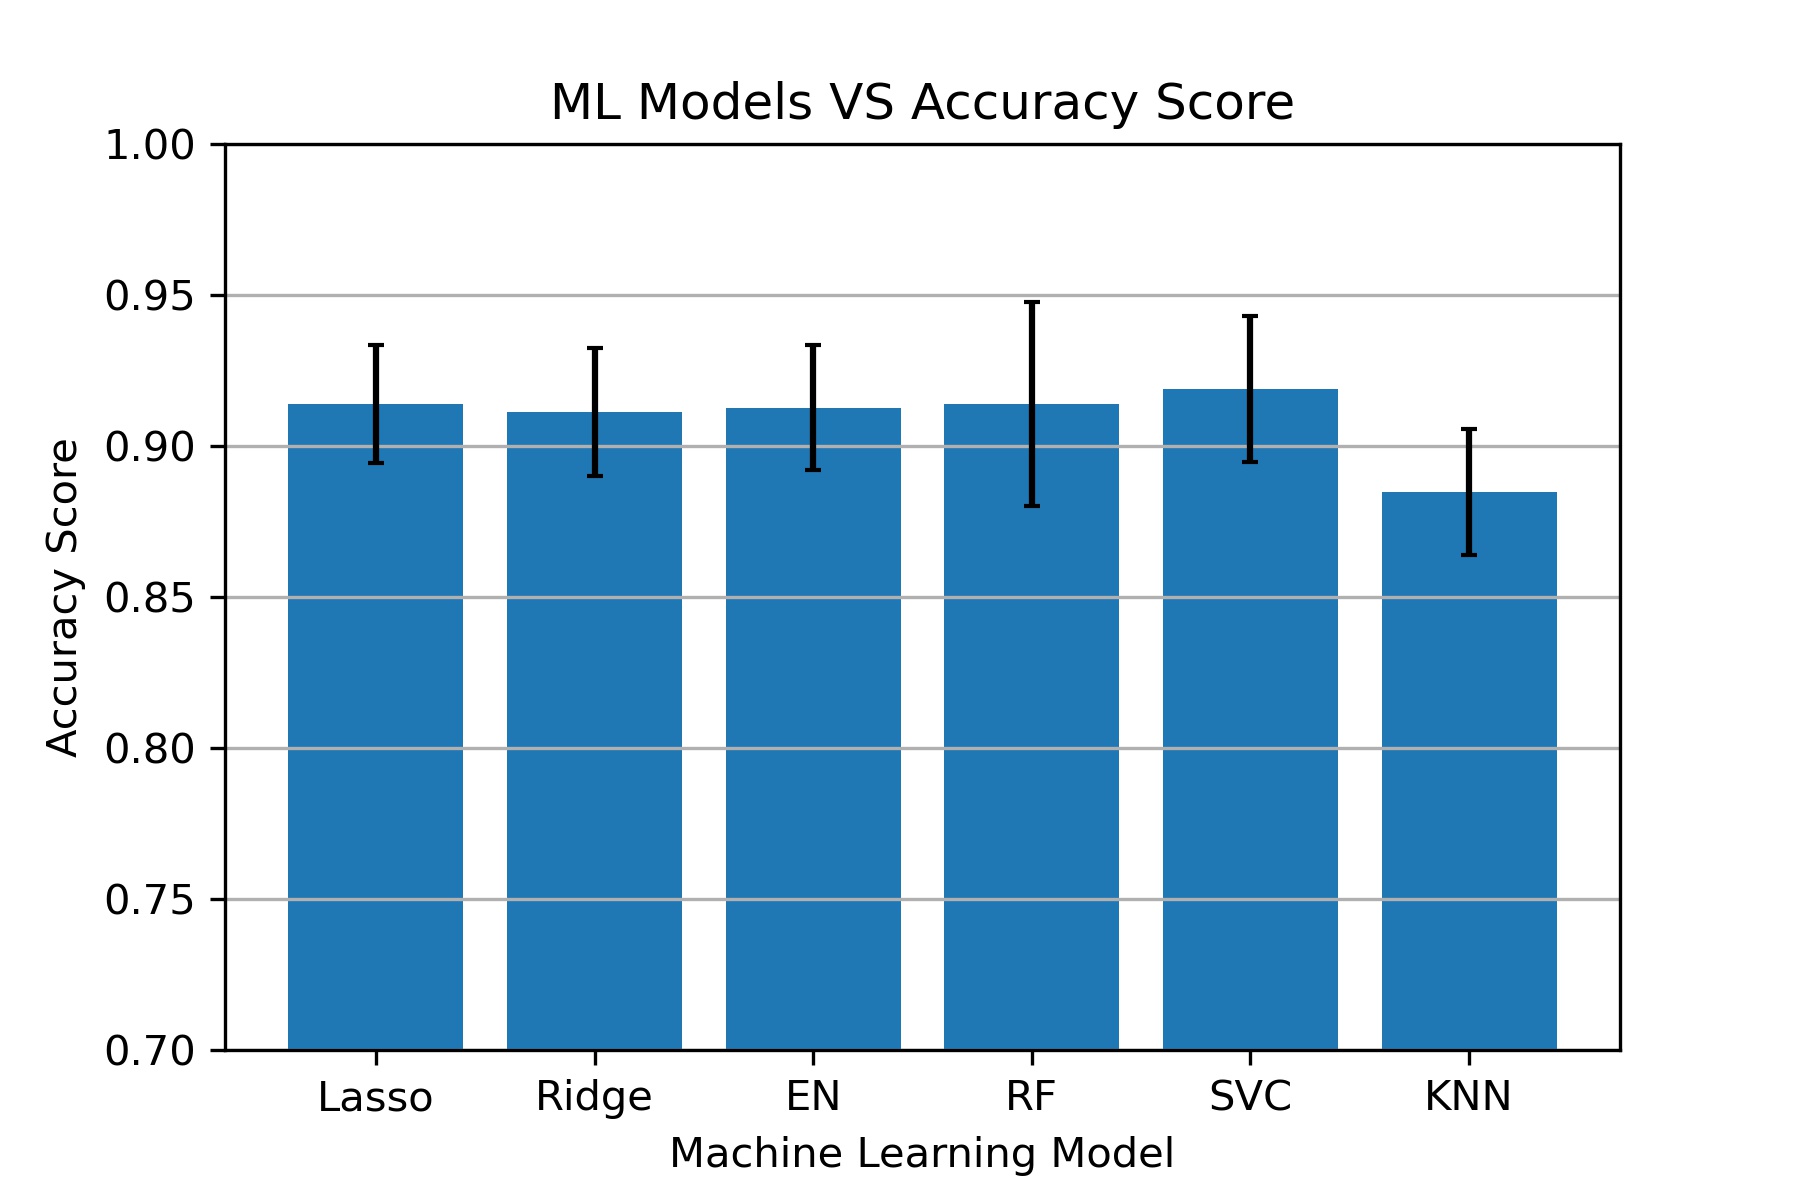 ML Models VS Accuracy Score
1.00
0.95
0.90
0.85
0.80
0.75
0.70
Accuracy Score
Lasso Ridge EN RF SVC KNN
Machine Learning Model